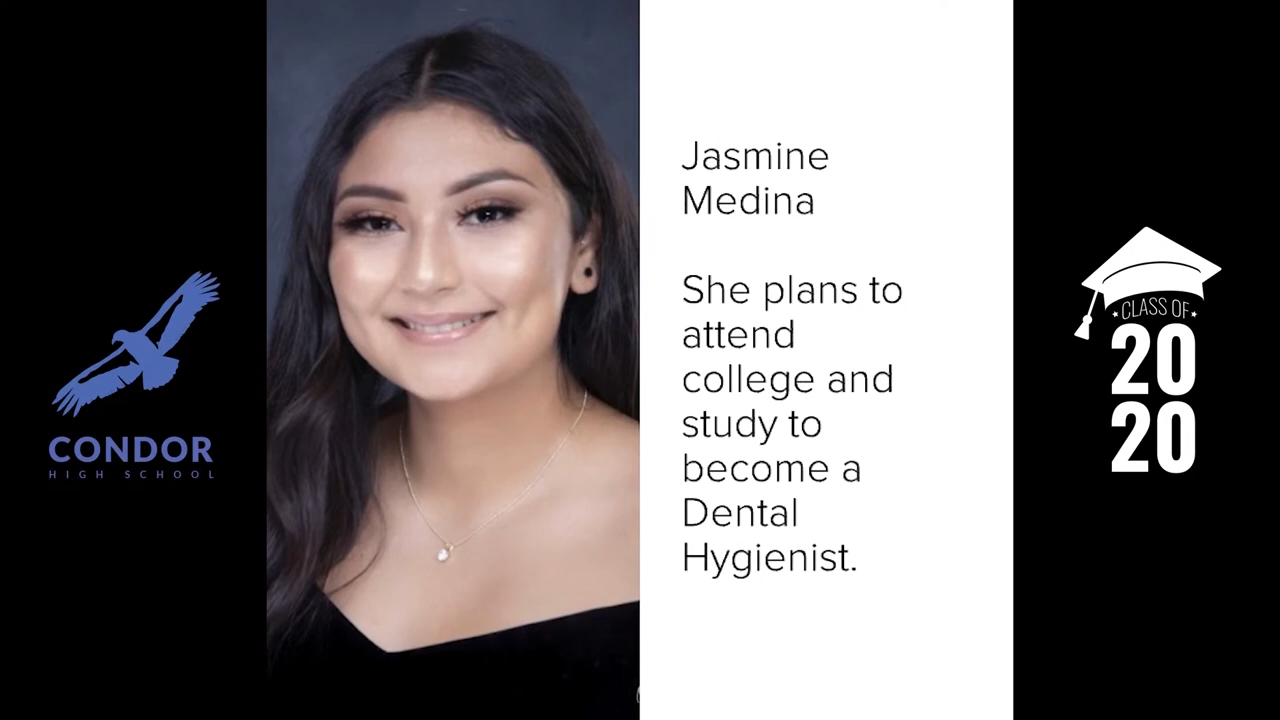 CONDOR
HIGH SCHOOL
Jasmine
Medina
She plans to
attend
college and
study to
become a
Dental
Hygienist.
CLASS OF
20
20